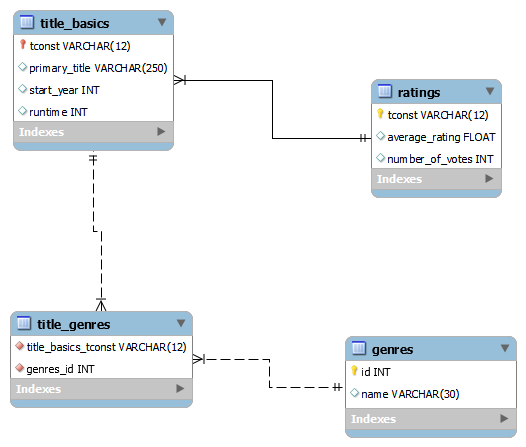 title_basics
tconst VARCHAR(12)
primary_title VARCHAR(250)
start_year INT
runtime INT
Indexes
ratings
tconst VARCHAR(12)
average_rating FLOAT
number_of_votes INT
Indexes
title_genres
title_basics_tconst VARCHAR(12)
genres_id INT
Indexes
genres
id INT
name VARCHAR(30)
Indexes